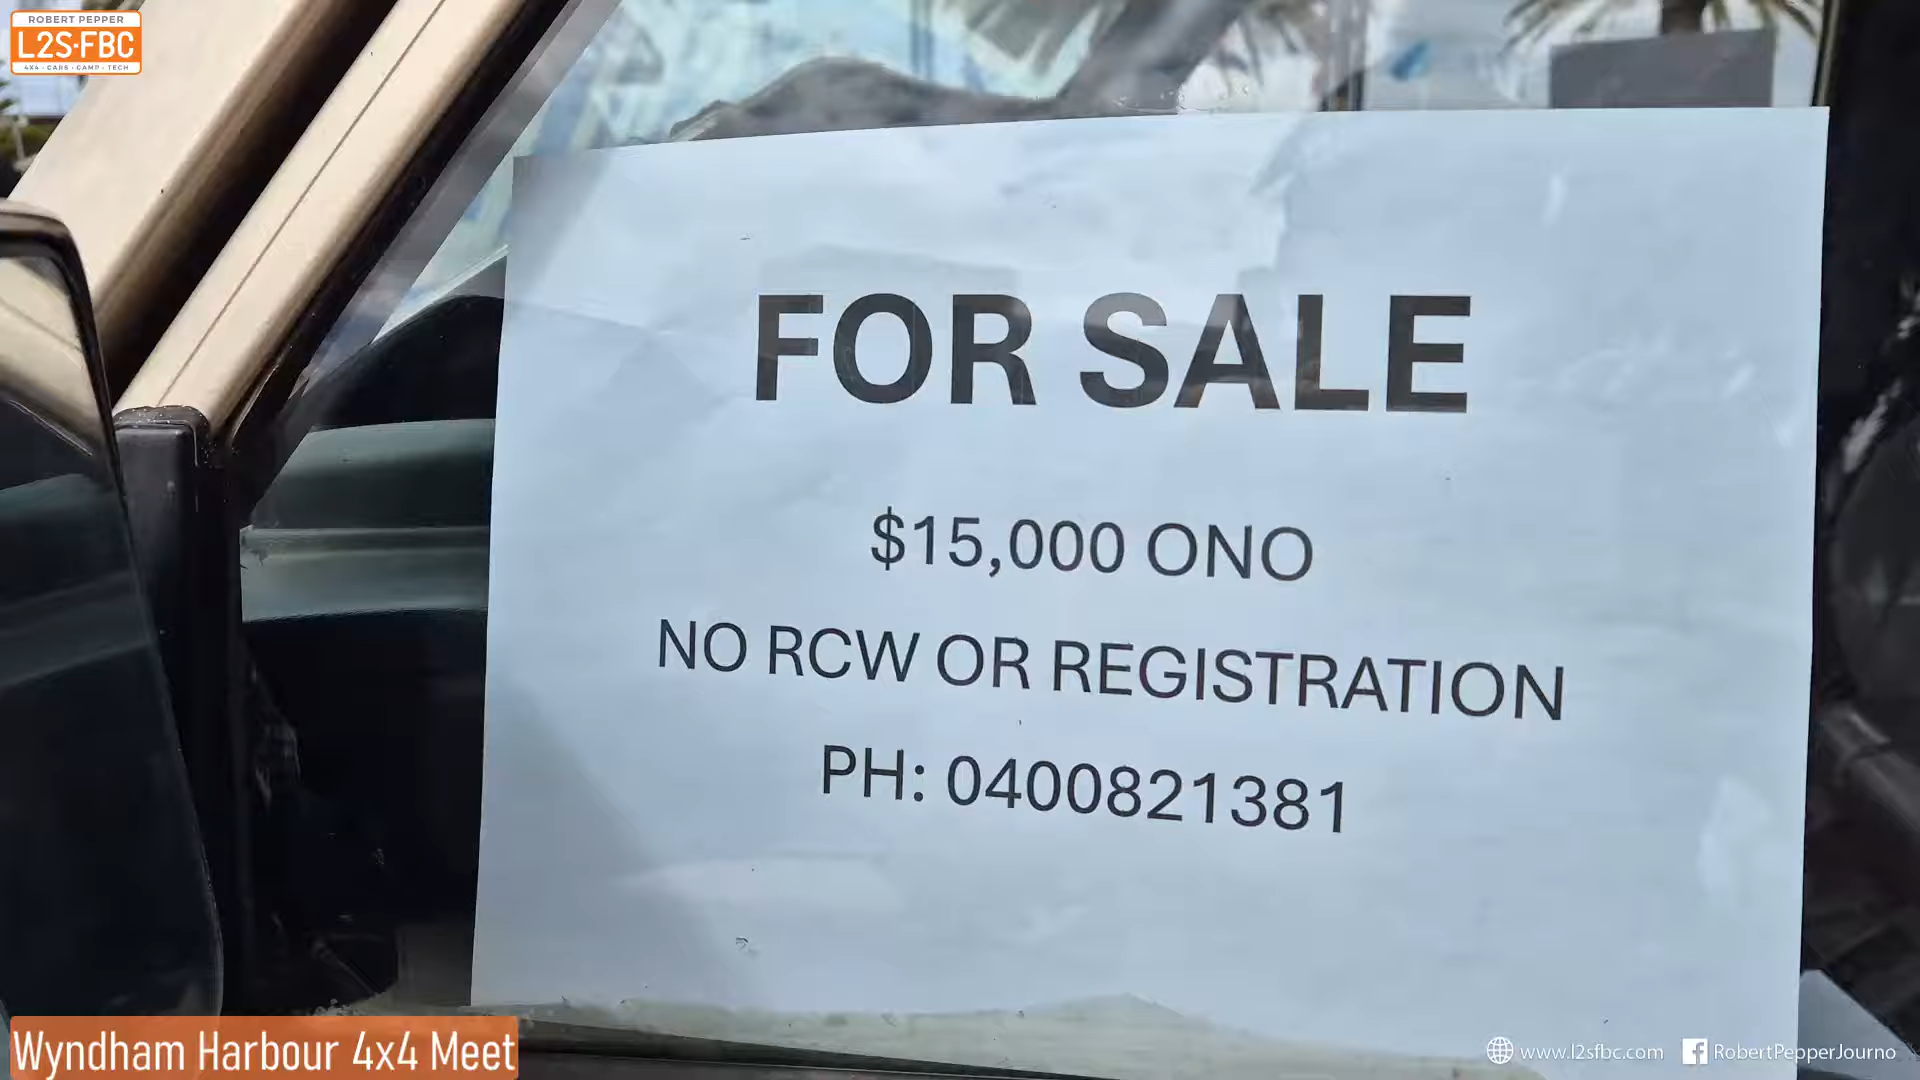 ROBERT PEPPER
L2S·FBC
4X4 · CARS · CAMP · TECH
FOR SALE
$15,000 ONO
NO RCW OR REGISTRATION
PH: 0400821381
Wyndham Harbour 4x4 Meet
www.l2sfbc.com
RobertPepperJourno